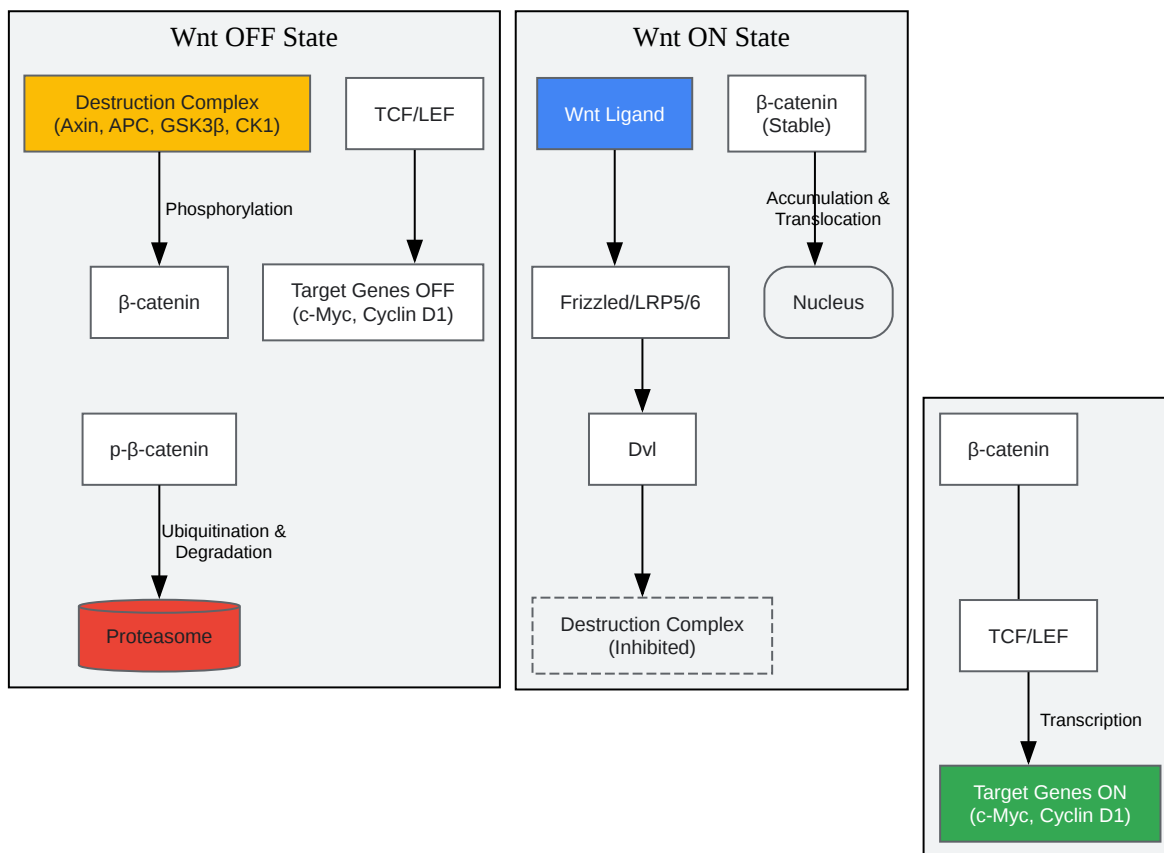 Wnt OFF State
Destruction Complex
(Axin, APC, GSK3β, CK1)
TCF/LEF
Phosphorylation
β-catenin
Target Genes OFF
(c-Myc, Cyclin D1)
p-β-catenin
Ubiquitination &
Degradation
Proteasome
Wnt ON State
Wnt Ligand
β-catenin
(Stable)
Accumulation &
Translocation
Frizzled/LRP5/6
Nucleus
Dvl
Destruction Complex
(Inhibited)
β-catenin
TCF/LEF
Transcription
Target Genes ON
(c-Myc, Cyclin D1)